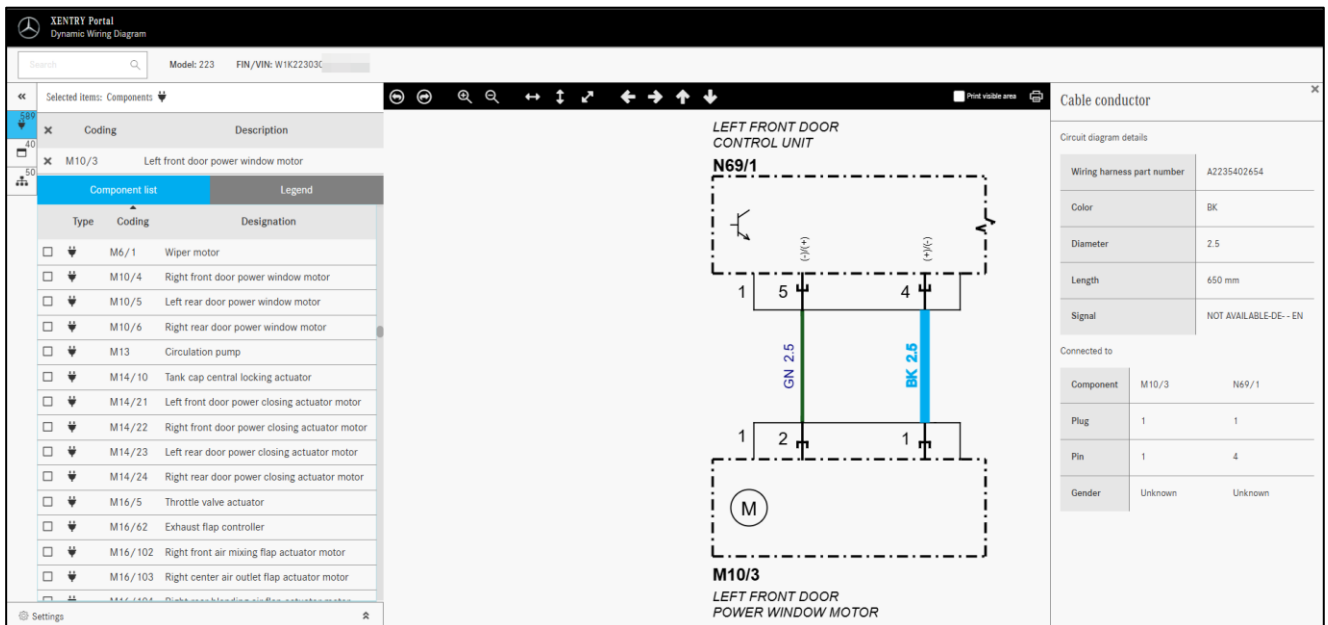 XENTRY Portal
Dynamic Wiring Diagram
Search
Model: 223 FIN/VIN: W1K223030
« Selected items: Components
589
40
50
× Coding Description
× M10/3 Left front door power window motor
Component list Legend
Type Coding Designation
M6/1 Wiper motor
M10/4 Right front door power window motor
M10/5 Left rear door power window motor
M10/6 Right rear door power window motor
M13 Circulation pump
M14/10 Tank cap central locking actuator
M14/21 Left front door power closing actuator motor
M14/22 Right front door power closing actuator motor
M14/23 Left rear door power closing actuator motor
M14/24 Right rear door power closing actuator motor
M16/5 Throttle valve actuator
M16/62 Exhaust flap controller
M16/102 Right front air mixing flap actuator motor
M16/103 Right center air outlet flap actuator motor
Settings
Print visible area
LEFT FRONT DOOR
CONTROL UNIT
N69/1
(-)/(+) (+)/(-)
1 5 4
GN 2.5 BK 2.5
1 2 1
M
M10/3
LEFT FRONT DOOR
POWER WINDOW MOTOR
Cable conductor ×
Circuit diagram details
Wiring harness part number A2235402654
Color BK
Diameter 2.5
Length 650 mm
Signal NOT AVAILABLE-DE- - EN
Connected to
Component M10/3 N69/1
Plug 1 1
Pin 1 4
Gender Unknown Unknown